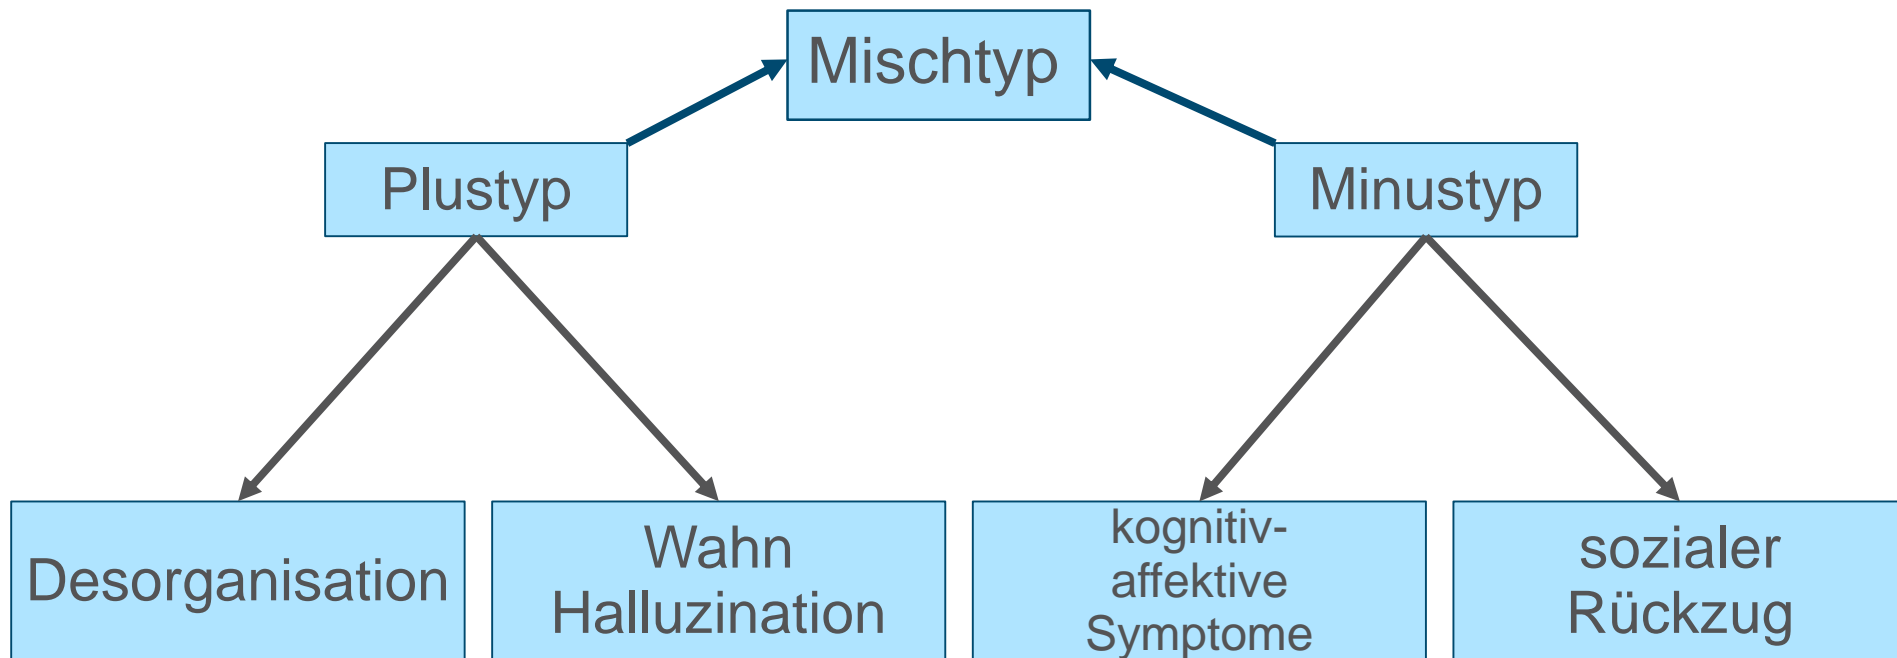 Mischtyp
Plustyp
Minustyp
Desorganisation
Wahn
Halluzination
kognitiv-
affektive
Symptome
sozialer
Rückzug